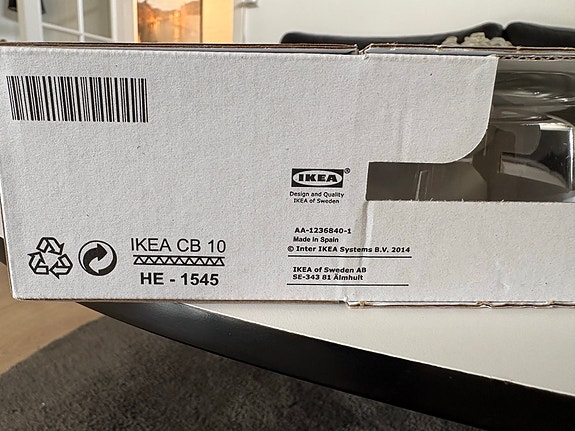 IKEA®
Design and Quality
IKEA of Sweden
AA-1236840-1
Made in Spain
© Inter IKEA Systems B.V. 2014
IKEA of Sweden AB
SE-343 81 Älmhult
IKEA CB 10
HE - 1545